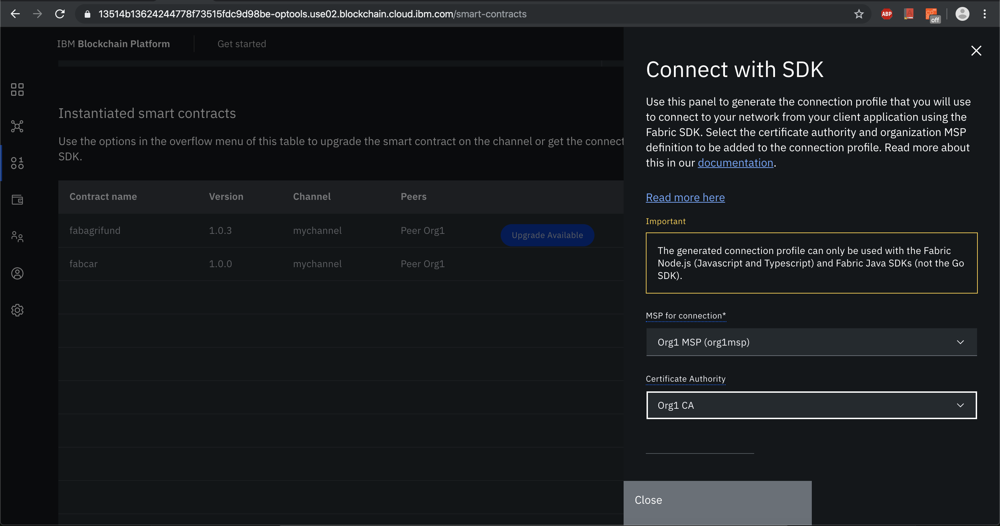 13514b13624244778f73515fdc9d98be-optools.use02.blockchain.cloud.ibm.com/smart-contracts
ABP
off
IBM Blockchain Platform
Get started
Instantiated smart contracts
Use the options in the overflow menu of this table to upgrade the smart contract on the channel or get the connect
SDK.
Contract name Version Channel Peers
fabagrifund 1.0.3 mychannel Peer Org1 Upgrade Available
fabcar 1.0.0 mychannel Peer Org1
Connect with SDK
Use this panel to generate the connection profile that you will use
to connect to your network from your client application using the
Fabric SDK. Select the certificate authority and organization MSP
definition to be added to the connection profile. Read more about
this in our documentation.
Read more here
Important
The generated connection profile can only be used with the Fabric
Node.js (Javascript and Typescript) and Fabric Java SDKs (not the Go
SDK).
MSP for connection*
Org1 MSP (org1msp)
Certificate Authority
Org1 CA
Close